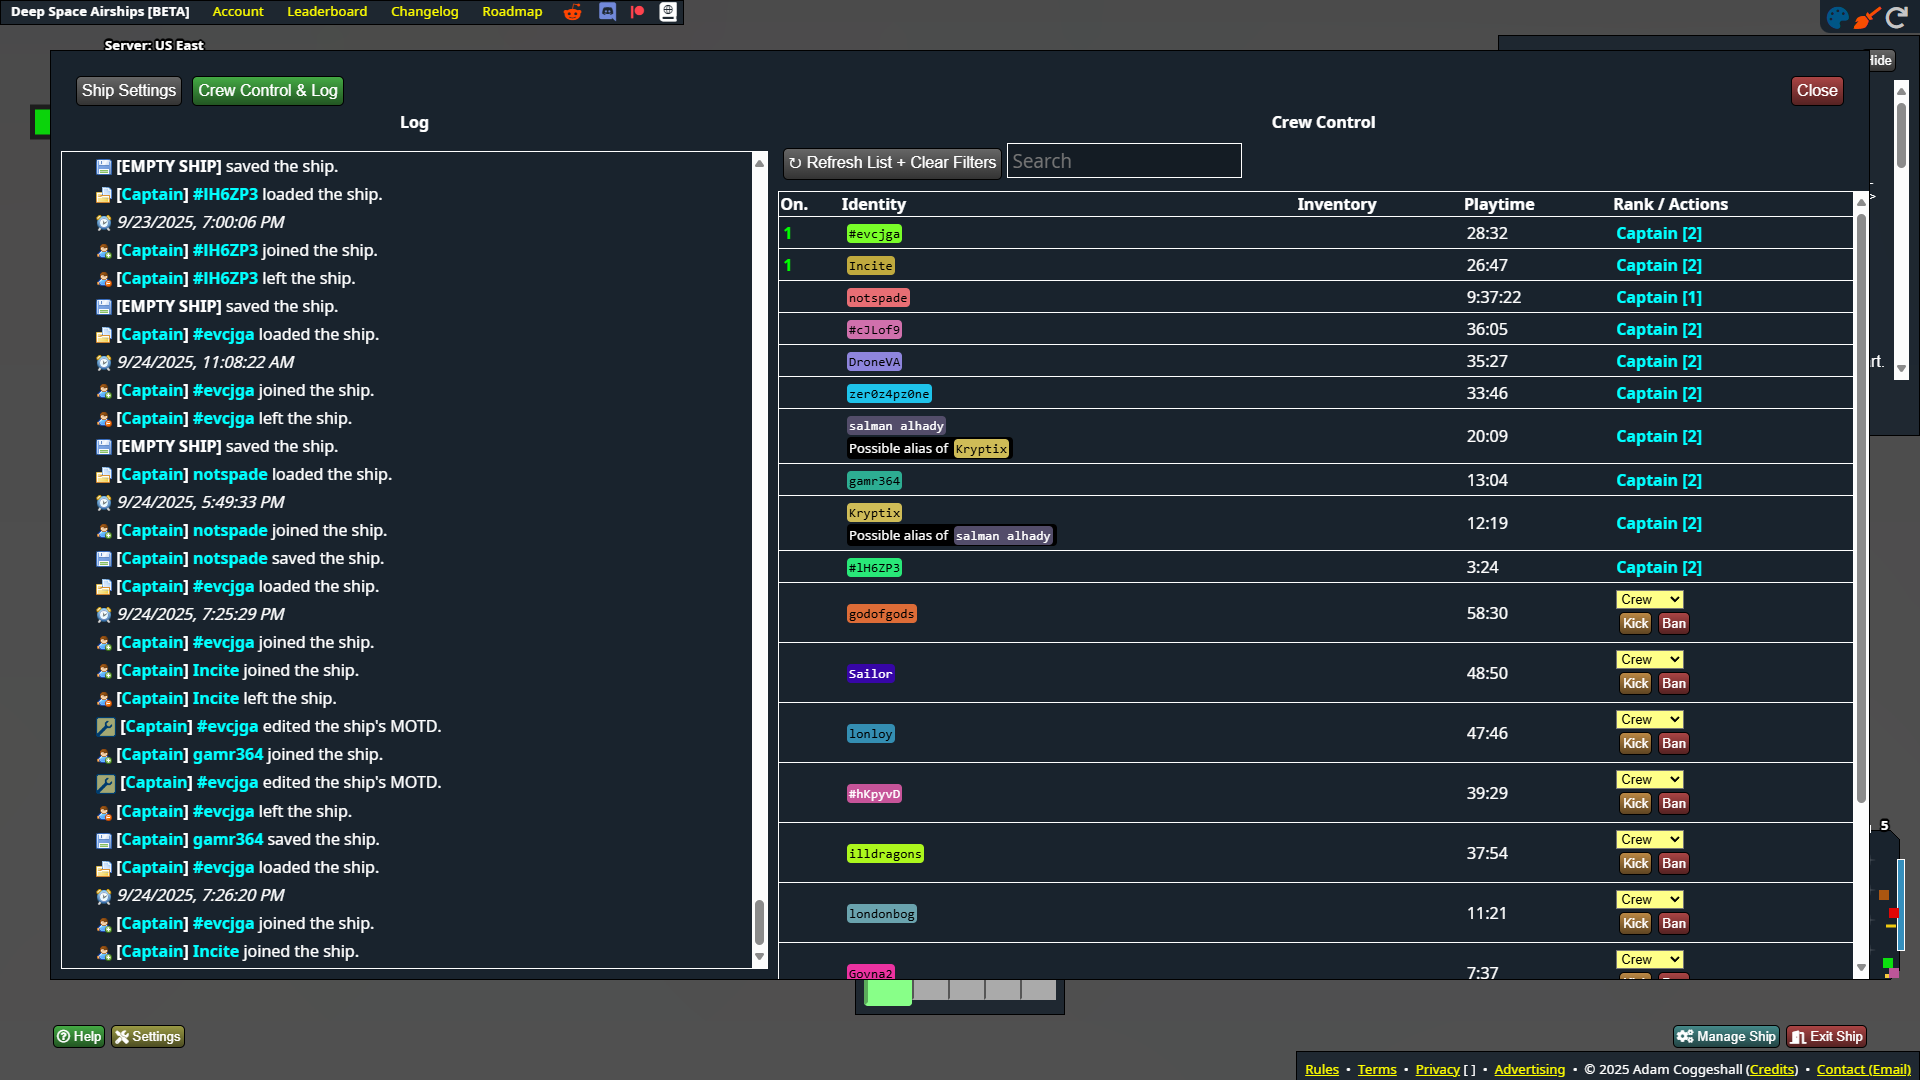 Deep Space Airships [BETA] Account Leaderboard Changelog Roadmap
Server: US East
Hide
Ship Settings Crew Control & Log Close
Log
[EMPTY SHIP] saved the ship.
[Captain] #lH6ZP3 loaded the ship.
9/23/2025, 7:00:06 PM
[Captain] #lH6ZP3 joined the ship.
[Captain] #lH6ZP3 left the ship.
[EMPTY SHIP] saved the ship.
[Captain] #evcjga loaded the ship.
9/24/2025, 11:08:22 AM
[Captain] #evcjga joined the ship.
[Captain] #evcjga left the ship.
[EMPTY SHIP] saved the ship.
[Captain] notspade loaded the ship.
9/24/2025, 5:49:33 PM
[Captain] notspade joined the ship.
[Captain] notspade saved the ship.
[Captain] #evcjga loaded the ship.
9/24/2025, 7:25:29 PM
[Captain] #evcjga joined the ship.
[Captain] Incite joined the ship.
[Captain] Incite left the ship.
[Captain] #evcjga edited the ship's MOTD.
[Captain] gamr364 joined the ship.
[Captain] #evcjga edited the ship's MOTD.
[Captain] #evcjga left the ship.
[Captain] gamr364 saved the ship.
[Captain] #evcjga loaded the ship.
9/24/2025, 7:26:20 PM
[Captain] #evcjga joined the ship.
[Captain] Incite joined the ship.
Crew Control
↻ Refresh List + Clear Filters Search
On. Identity Inventory Playtime Rank / Actions
1 #evcjga 28:32 Captain [2]
1 Incite 26:47 Captain [2]
notspade 9:37:22 Captain [1]
#cJLof9 36:05 Captain [2]
DroneVA 35:27 Captain [2]
zer0z4pz0ne 33:46 Captain [2]
salman alhady 20:09 Captain [2]
Possible alias of Kryptix
gamr364 13:04 Captain [2]
Kryptix 12:19 Captain [2]
Possible alias of salman alhady
#lH6ZP3 3:24 Captain [2]
godofgods 58:30 Crew
Kick Ban
Sailor 48:50 Crew
Kick Ban
lonloy 47:46 Crew
Kick Ban
#hKpyvD 39:29 Crew
Kick Ban
illdragons 37:54 Crew
Kick Ban
londonbog 11:21 Crew
Kick Ban
Govna2 7:37 Crew
rt.
5
Help Settings
Manage Ship Exit Ship
Rules • Terms • Privacy [ ] • Advertising • © 2025 Adam Coggeshall (Credits) • Contact (Email)